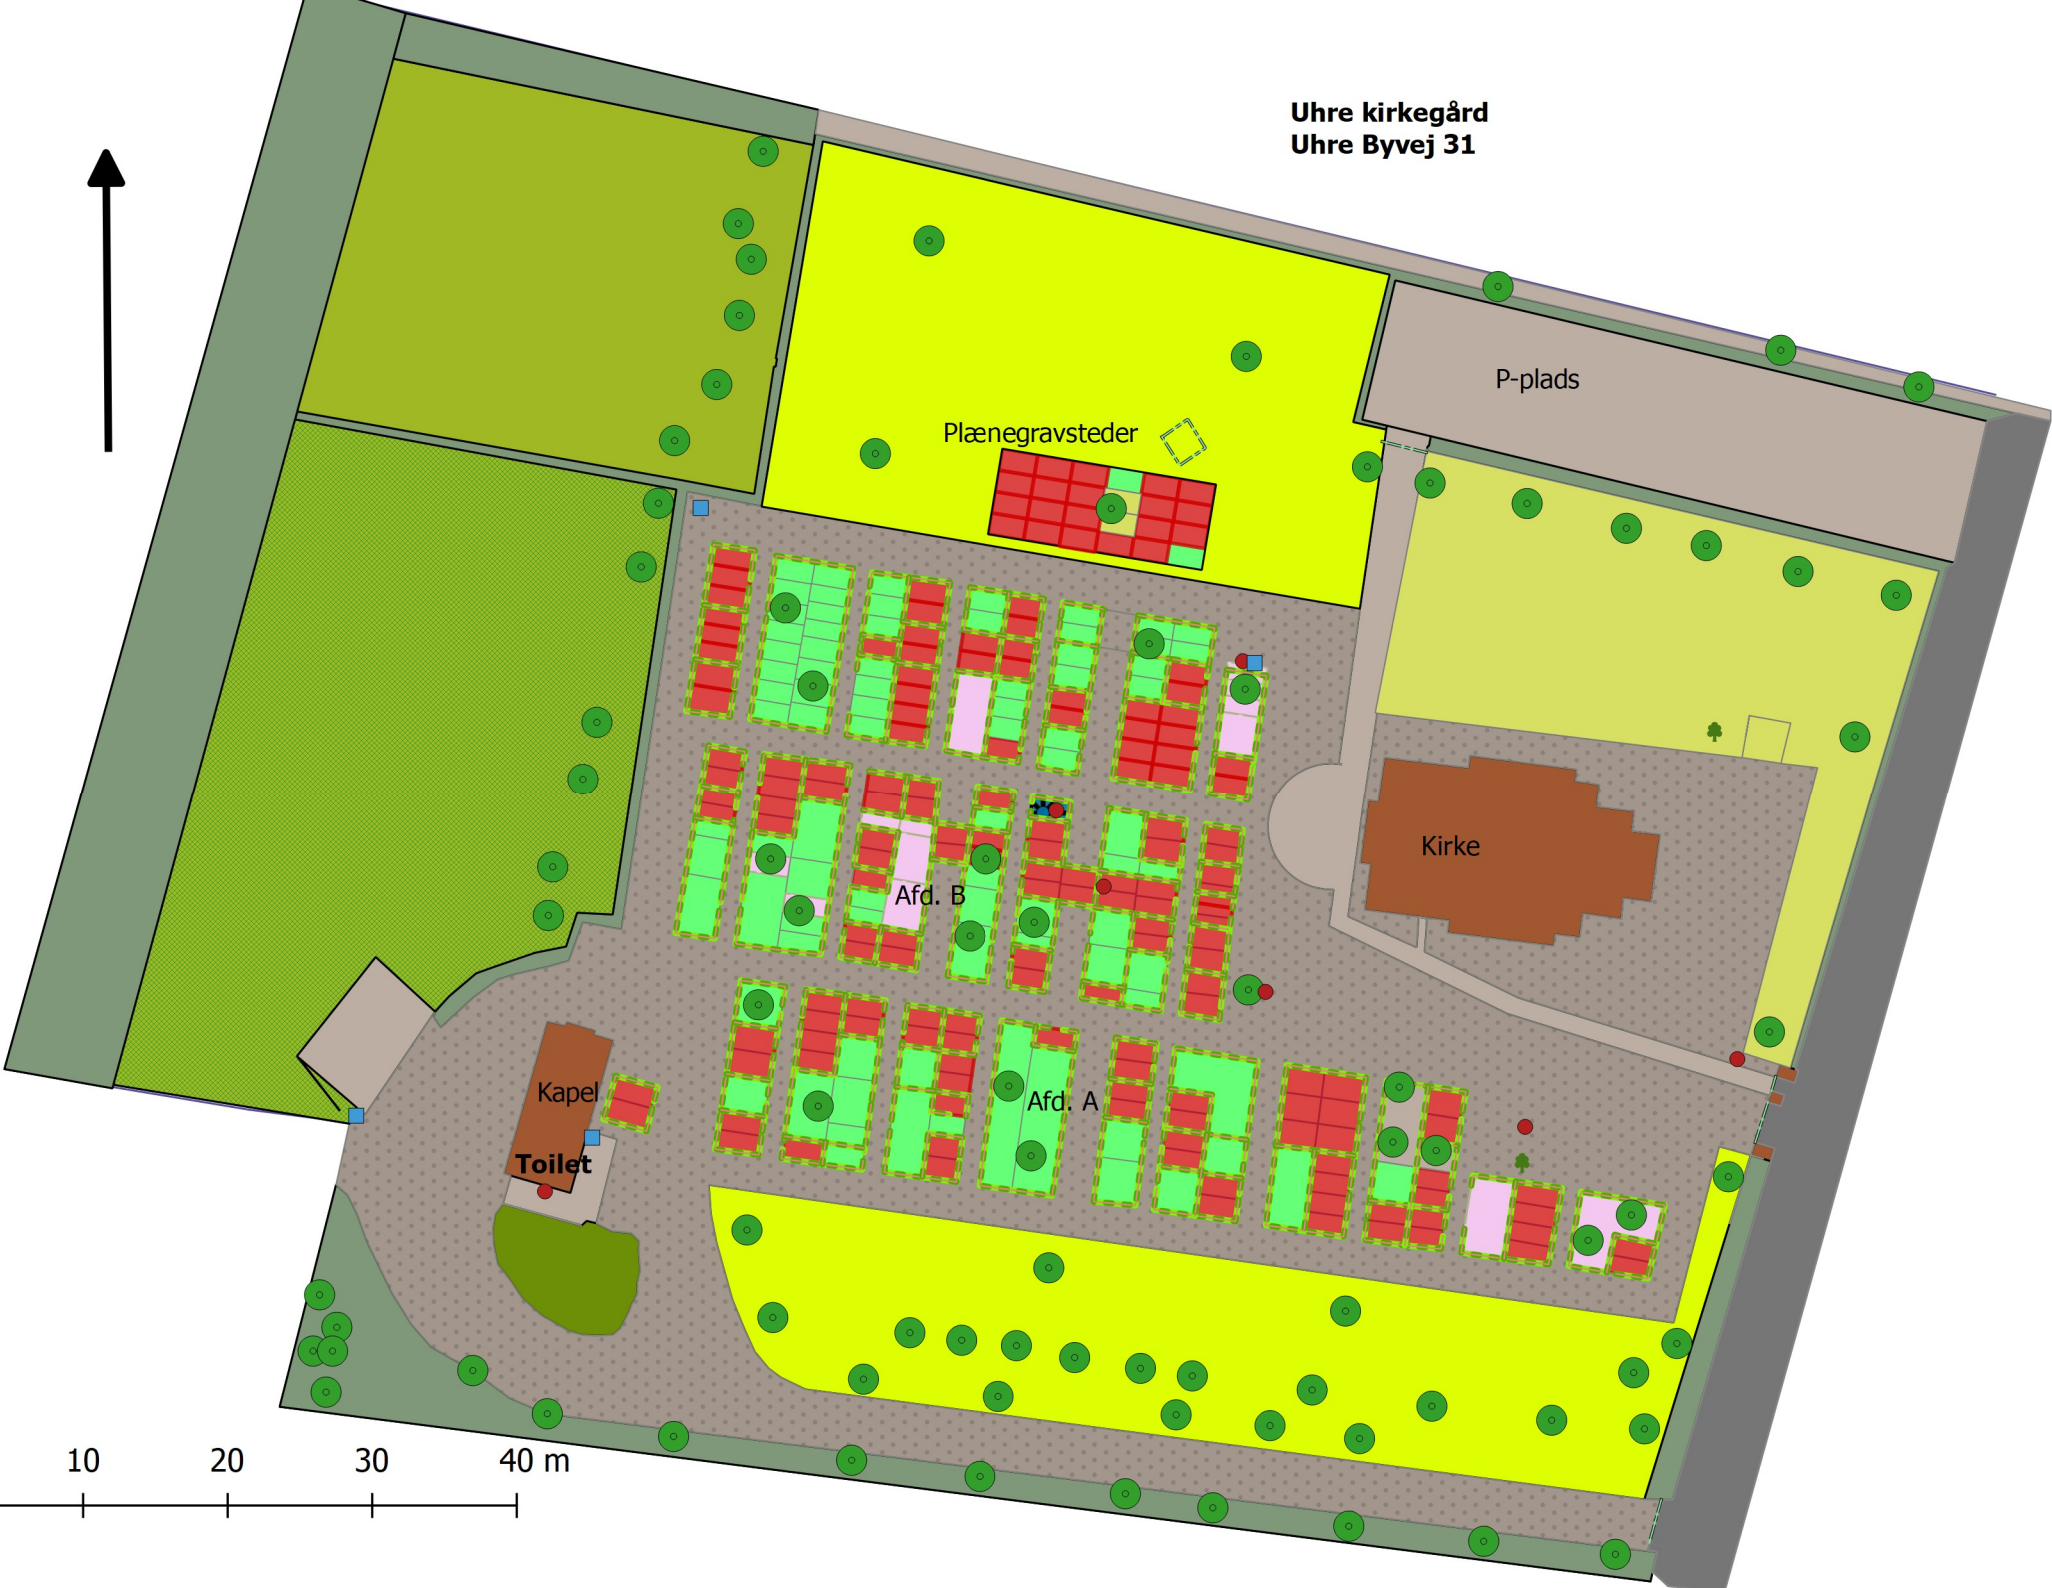 Uhre kirkegård
Uhre Byvej 31
P-plads
Plænegravsteder
Kirke
Afd. B
Kapel
Afd. A
Toilet
10 20 30 40 m